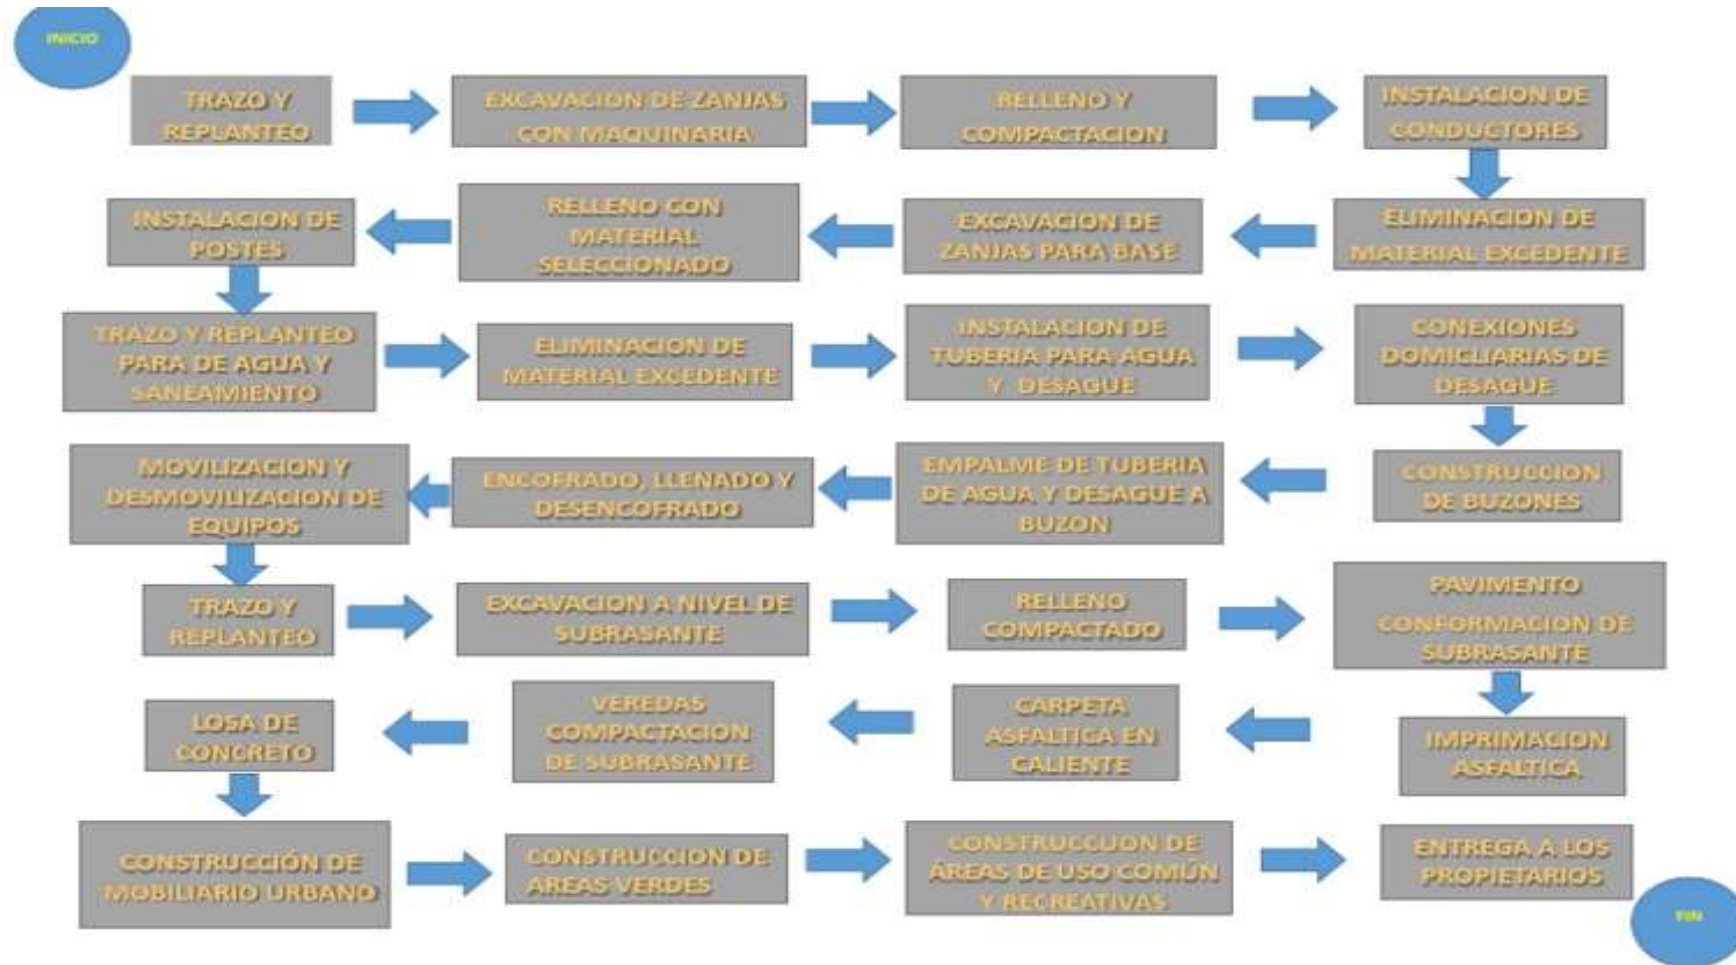 INICIO
TRAZO Y
REPLANTEO
EXCAVACION DE ZANJAS
CON MAQUINARIA
RELLENO Y
COMPACTACION
INSTALACION DE
CONDUCTORES
ELIMINACION DE
MATERIAL EXCEDENTE
EXCAVACION DE
ZANJAS PARA BASE
RELLENO CON
MATERIAL
SELECCIONADO
INSTALACION DE
POSTES
TRAZO Y REPLANTEO
PARA DE AGUA Y
SANEAMIENTO
ELIMINACION DE
MATERIAL EXCEDENTE
INSTALACION DE
TUBERIA PARA AGUA
Y DESAGUE
CONEXIONES
DOMICLIARIAS DE
DESAGUE
CONSTRUCCION
DE BUZONES
EMPALME DE TUBERIA
DE AGUA Y DESAGUE A
BUZON
ENCOFRADO, LLENADO Y
DESENCOFRADO
MOVILIZACION Y
DESMOVILIZACION DE
EQUIPOS
TRAZO Y
REPLANTEO
EXCAVACION A NIVEL DE
SUBRASANTE
RELLENO
COMPACTADO
PAVIMENTO
CONFORMACION DE
SUBRASANTE
IMPRIMACION
ASFALTICA
CARPETA
ASFALTICA EN
CALIENTE
VEREDAS
COMPACTACION
DE SUBRASANTE
LOSA DE
CONCRETO
CONSTRUCCIÓN DE
MOBILIARIO URBANO
CONSTRUCCION DE
AREAS VERDES
CONSTRUCCUION DE
ÁREAS DE USO COMÚN
Y RECREATIVAS
ENTREGA A LOS
PROPIETARIOS
FIN